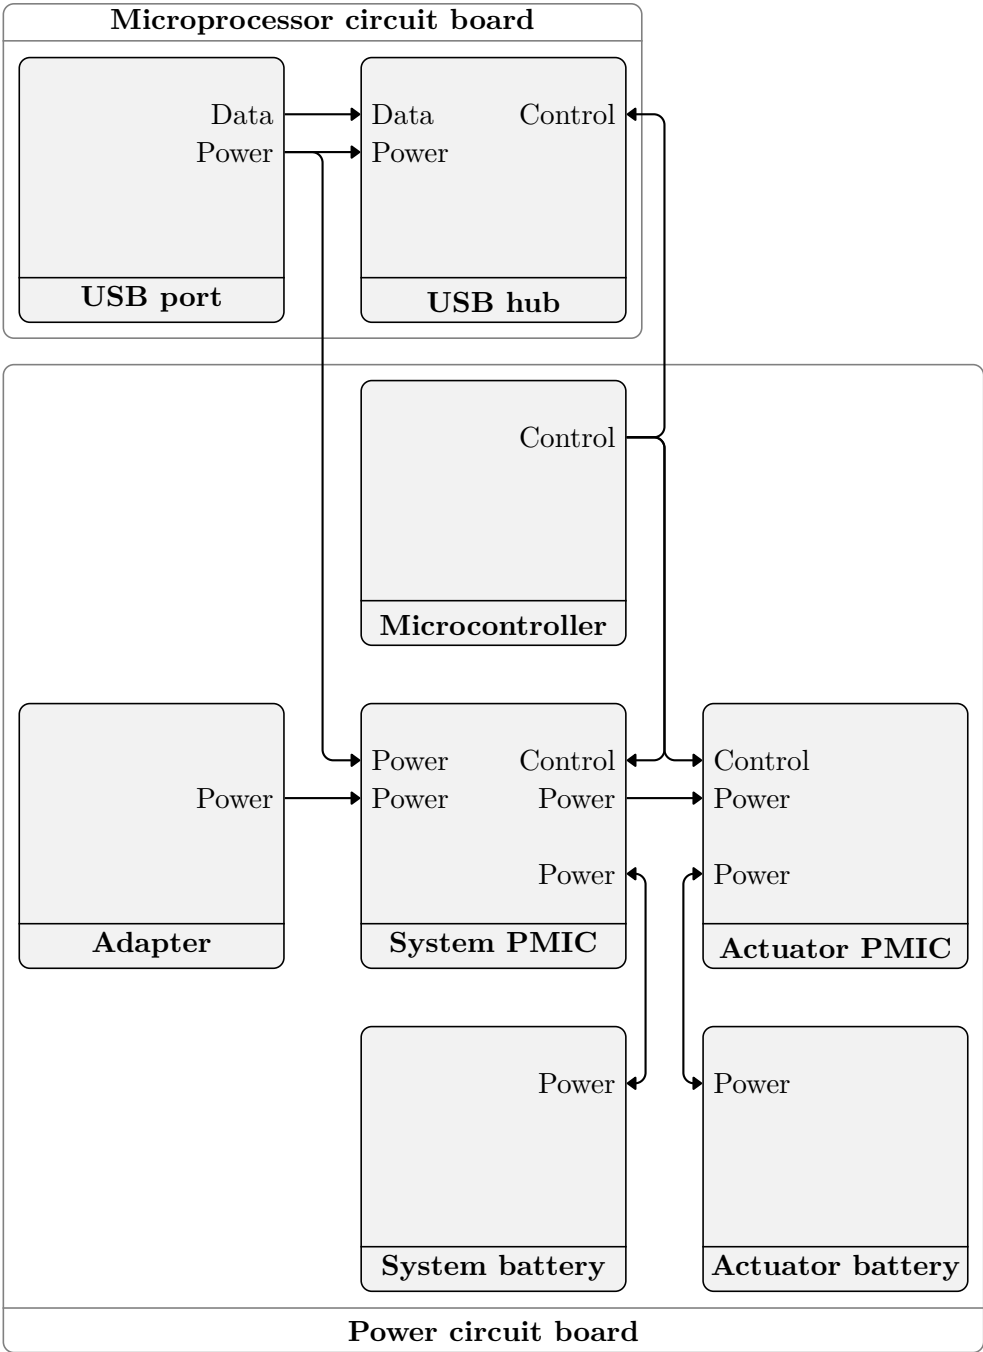 Microprocessor circuit board
Data
Power
USB port
Data
Control
Power
USB hub
Control
Microcontroller
Power
Adapter
Power
Control
Power
Power
Power
System PMIC
Control
Power
Power
Actuator PMIC
Power
System battery
Power
Actuator battery
Power circuit board